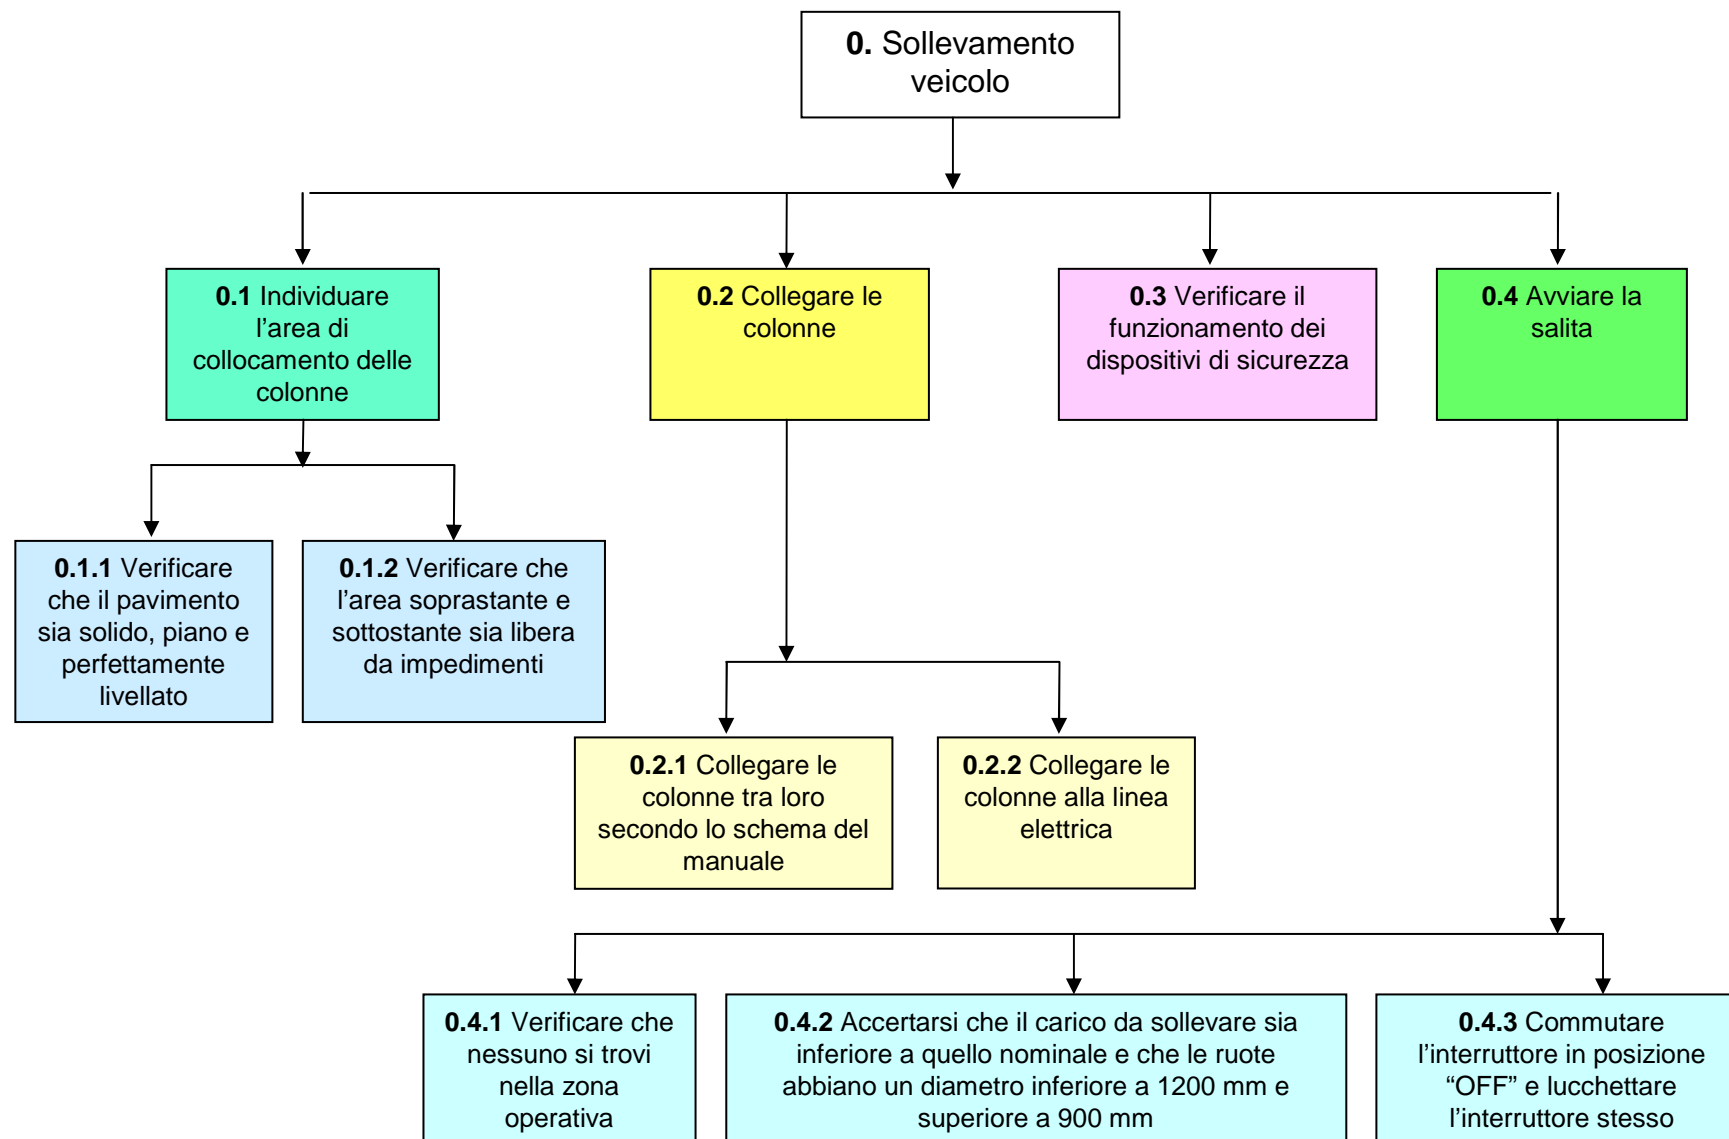 0. Sollevamento
veicolo
0.1 Individuare
l’area di
collocamento delle
colonne
0.2 Collegare le
colonne
0.3 Verificare il
funzionamento dei
dispositivi di sicurezza
0.4 Avviare la
salita
0.1.1 Verificare
che il pavimento
sia solido, piano e
perfettamente
livellato
0.1.2 Verificare che
l’area soprastante e
sottostante sia libera
da impedimenti
0.2.1 Collegare le
colonne tra loro
secondo lo schema del
manuale
0.2.2 Collegare le
colonne alla linea
elettrica
0.4.1 Verificare che
nessuno si trovi
nella zona
operativa
0.4.2 Accertarsi che il carico da sollevare sia
inferiore a quello nominale e che le ruote
abbiano un diametro inferiore a 1200 mm e
superiore a 900 mm
0.4.3 Commutare
l’interruttore in posizione
“OFF” e lucchettare
l’interruttore stesso